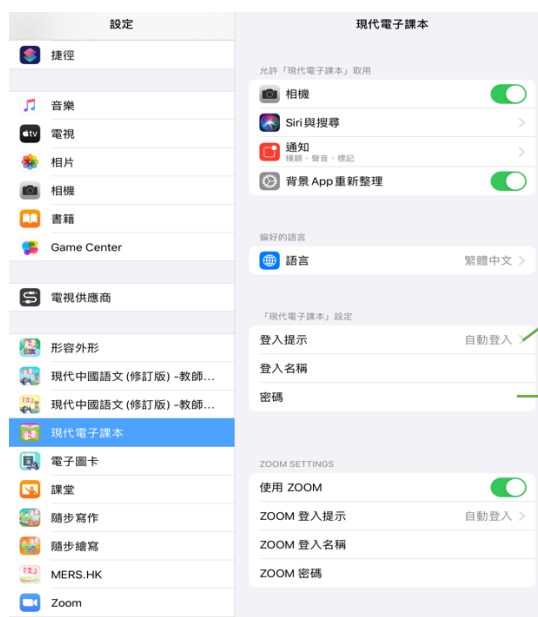 設定
捷徑
音樂
電視
相片
相機
書籍
Game Center
電視供應商
形容外形
現代中國語文 (修訂版) -教師...
現代中國語文 (修訂版) -教師...
現代電子課本
電子圖卡
課堂
隨步寫作
隨步繪寫
MERS.HK
Zoom
現代電子課本
允許「現代電子課本」取用
相機
Siri 與搜尋
通知
橫額、聲音、標記
背景 App 重新整理
偏好的語言
語言 繁體中文
「現代電子課本」設定
登入提示 自動登入
登入名稱
密碼
ZOOM SETTINGS
使用 ZOOM
ZOOM 登入提示 自動登入
ZOOM 登入名稱
ZOOM 密碼